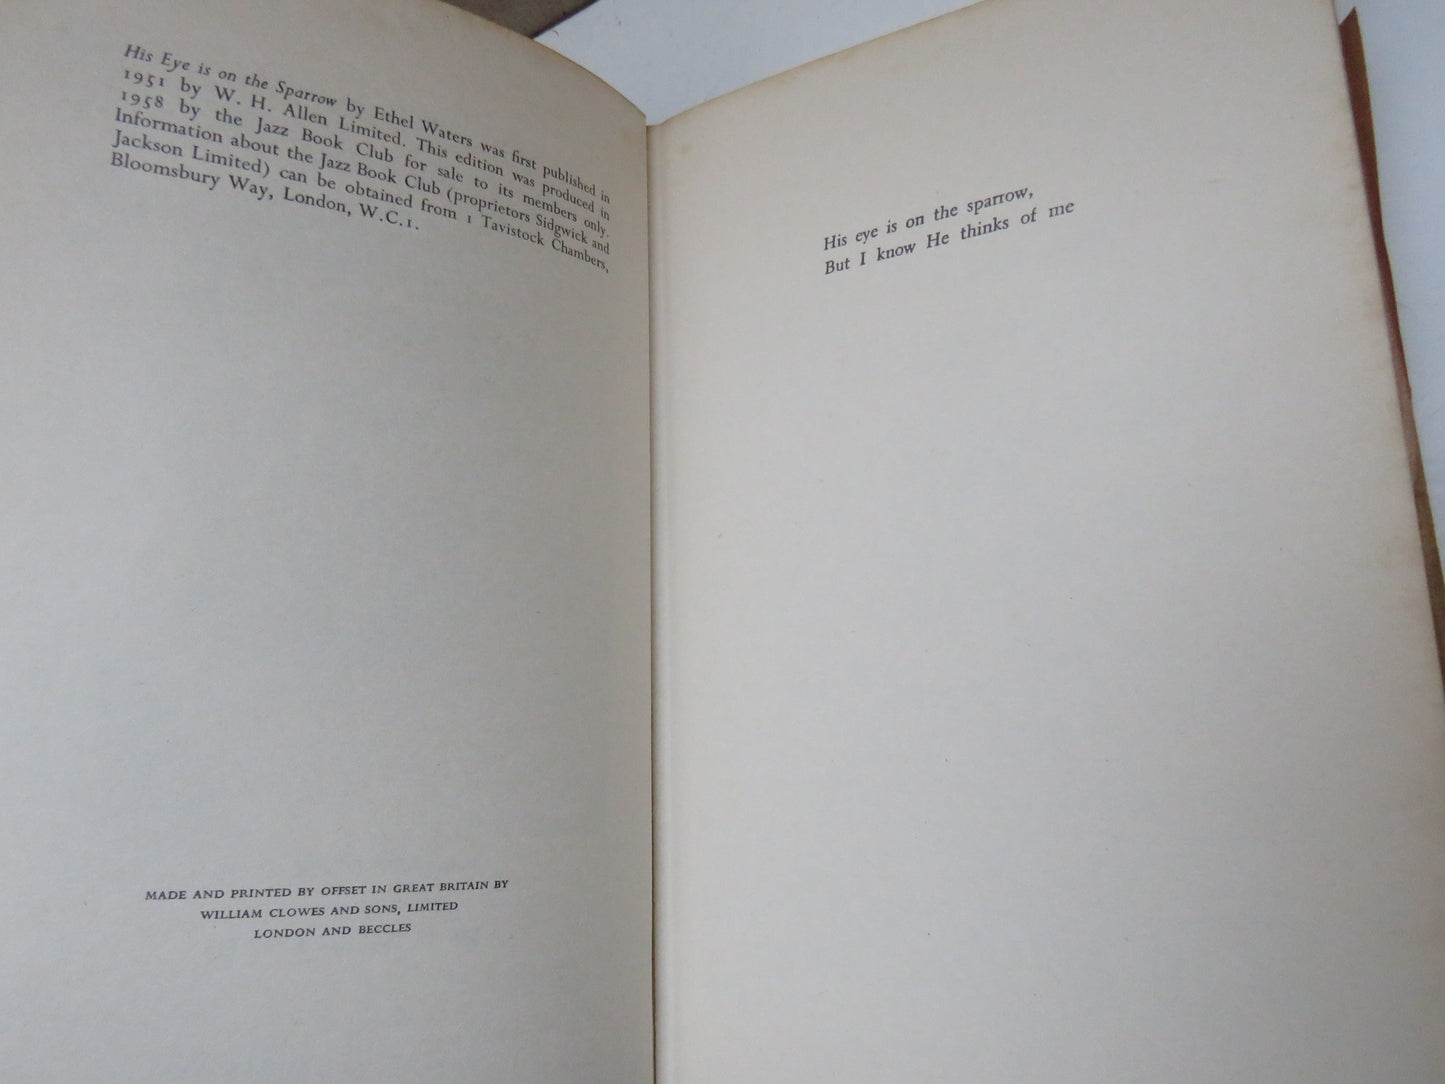 His Eye is on the Sparrow by Ethel Waters was first published in
1951 by W. H. Allen Limited. This edition was produced in
1958 by the Jazz Book Club for sale to its members only.
Information about the Jazz Book Club (proprietors Sidgwick and
Jackson Limited) can be obtained from 1 Tavistock Chambers,
Bloomsbury Way, London, W.C.1.
MADE AND PRINTED BY OFFSET IN GREAT BRITAIN BY
WILLIAM CLOWES AND SONS, LIMITED
LONDON AND BECCLES
His eye is on the sparrow,
But I know He thinks of me